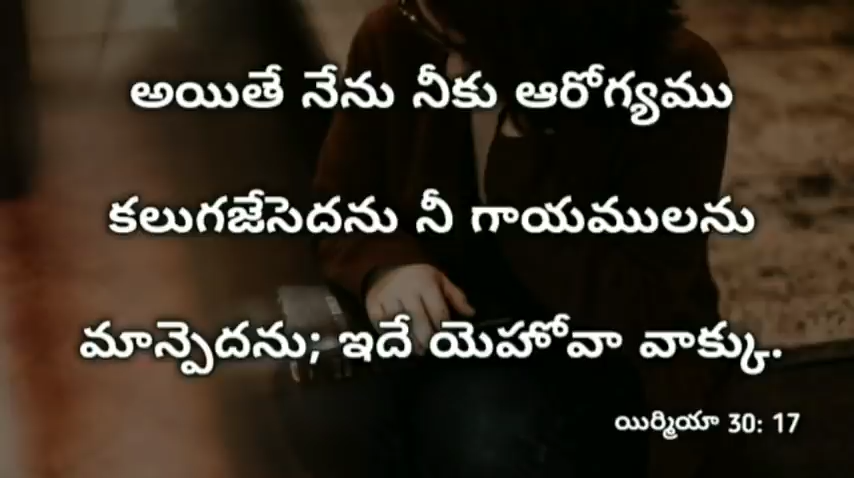 అయితే నేను నీకు ఆరోగ్యము
కలుగజేసెదను నీ గాయములను
మాన్పెదను; ఇదే యెహోవా వాక్కు.
యిర్మియా 30: 17